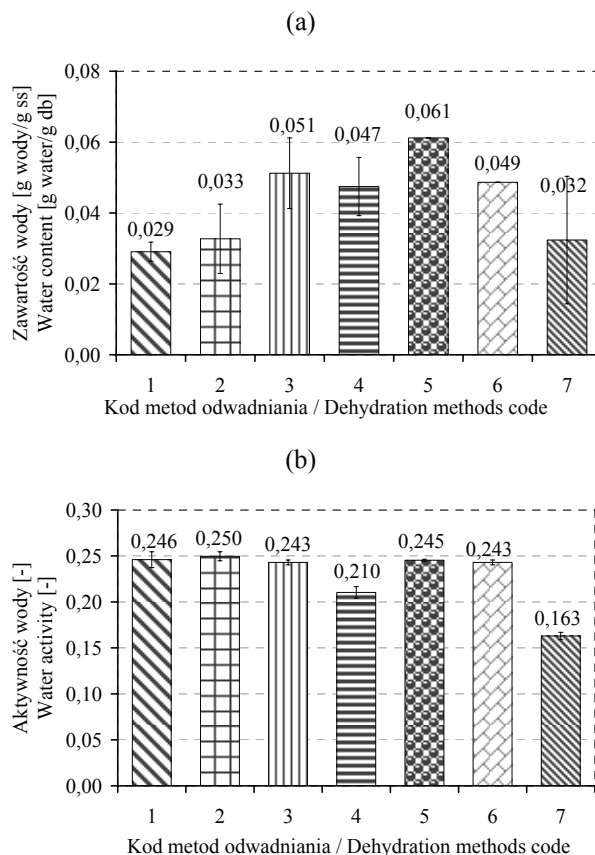 (a)
Zawartość wody [g wody/g ss]
Water content [g water/g db]
0,08
0,06
0,04
0,02
0,00
0,029
0,033
0,051
0,047
0,061
0,049
0,032
1 2 3 4 5 6 7
Kod metod odwadniania / Dehydration methods code
(b)
Aktywność wody [-]
Water activity [-]
0,30
0,25
0,20
0,15
0,10
0,05
0,00
0,246
0,250
0,243
0,210
0,245
0,243
0,163
1 2 3 4 5 6 7
Kod metod odwadniania / Dehydration methods code